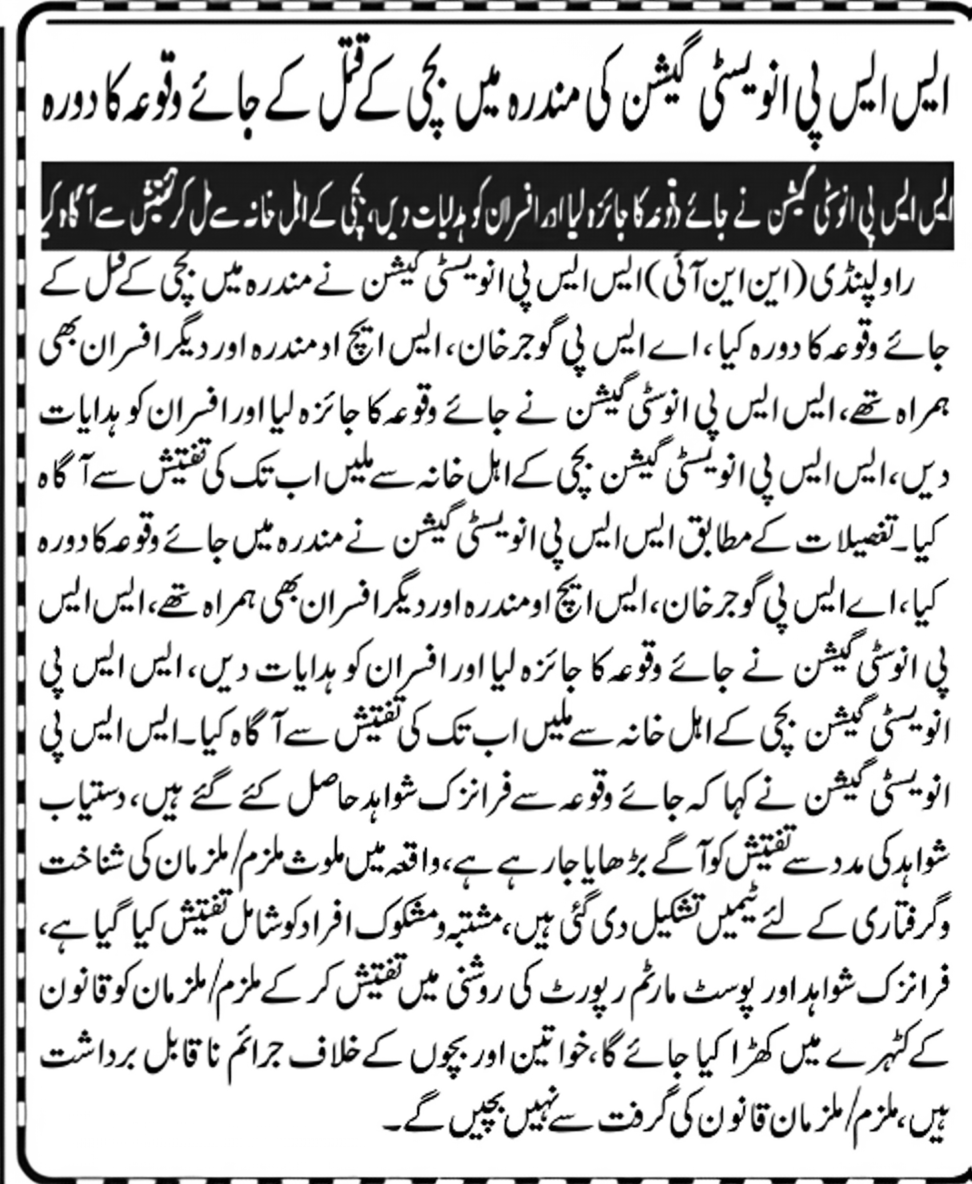 ایس ایس پی انویسٹی گیشن کی مندرہ میں بچی کے قتل کے جائے وقوعہ کا دورہ
ایس ایس پی انوسٹی گیشن نے جائے وقوعہ کا جائزہ لیا اور افسران کو ہدایات دیں، بچی کے اہل خانہ سے مل کر تفتیش سے آگاہ کیا
راولپنڈی (این این آئی) ایس ایس پی انویسٹی گیشن نے مندرہ میں بچی کے قتل کے
جائے وقوعہ کا دورہ کیا، اے ایس پی گوجرخان، ایس ایچ او مندرہ اور دیگر افسران بھی
ہمراہ تھے، ایس ایس پی انوسٹی گیشن نے جائے وقوعہ کا جائزہ لیا اور افسران کو ہدایات
دیں، ایس ایس پی انویسٹی گیشن بچی کے اہل خانہ سے ملیں اب تک کی تفتیش سے آگاہ
کیا۔ تفصیلات کے مطابق ایس ایس پی انویسٹی گیشن نے مندرہ میں جائے وقوعہ کا دورہ
کیا، اے ایس پی گوجرخان، ایس ایچ او مندرہ اور دیگر افسران بھی ہمراہ تھے، ایس ایس
پی انوسٹی گیشن نے جائے وقوعہ کا جائزہ لیا اور افسران کو ہدایات دیں، ایس ایس پی
انویسٹی گیشن بچی کے اہل خانہ سے ملیں اب تک کی تفتیش سے آگاہ کیا۔ ایس ایس پی
انویسٹی گیشن نے کہا کہ جائے وقوعہ سے فرانزک شواہد حاصل کئے گئے ہیں، دستیاب
شواہد کی مدد سے تفتیش کو آگے بڑھایا جا رہے ہے، واقعہ میں ملوث ملزم/ملزمان کی شناخت
وگرفتاری کے لئے ٹیمیں تشکیل دی گئی ہیں، مشتبہ و مشکوک افراد کو شامل تفتیش کیا گیا ہے،
فرانزک شواہد اور پوسٹ مارٹم رپورٹ کی روشنی میں تفتیش کر کے ملزم/ملزمان کو قانون
کے کٹہرے میں کھڑا کیا جائے گا، خواتین اور بچوں کے خلاف جرائم ناقابل برداشت
ہیں، ملزم/ملزمان قانون کی گرفت سے نہیں بچیں گے۔